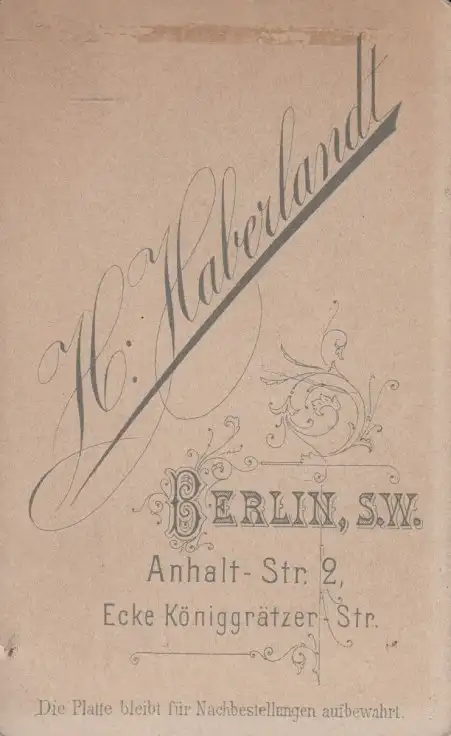 H. Haberlandt
BERLIN, S.W.
Anhalt-Str. 2,
Ecke Königgrätzer-Str.
Die Platte bleibt für Nachbestellungen aufbewahrt.